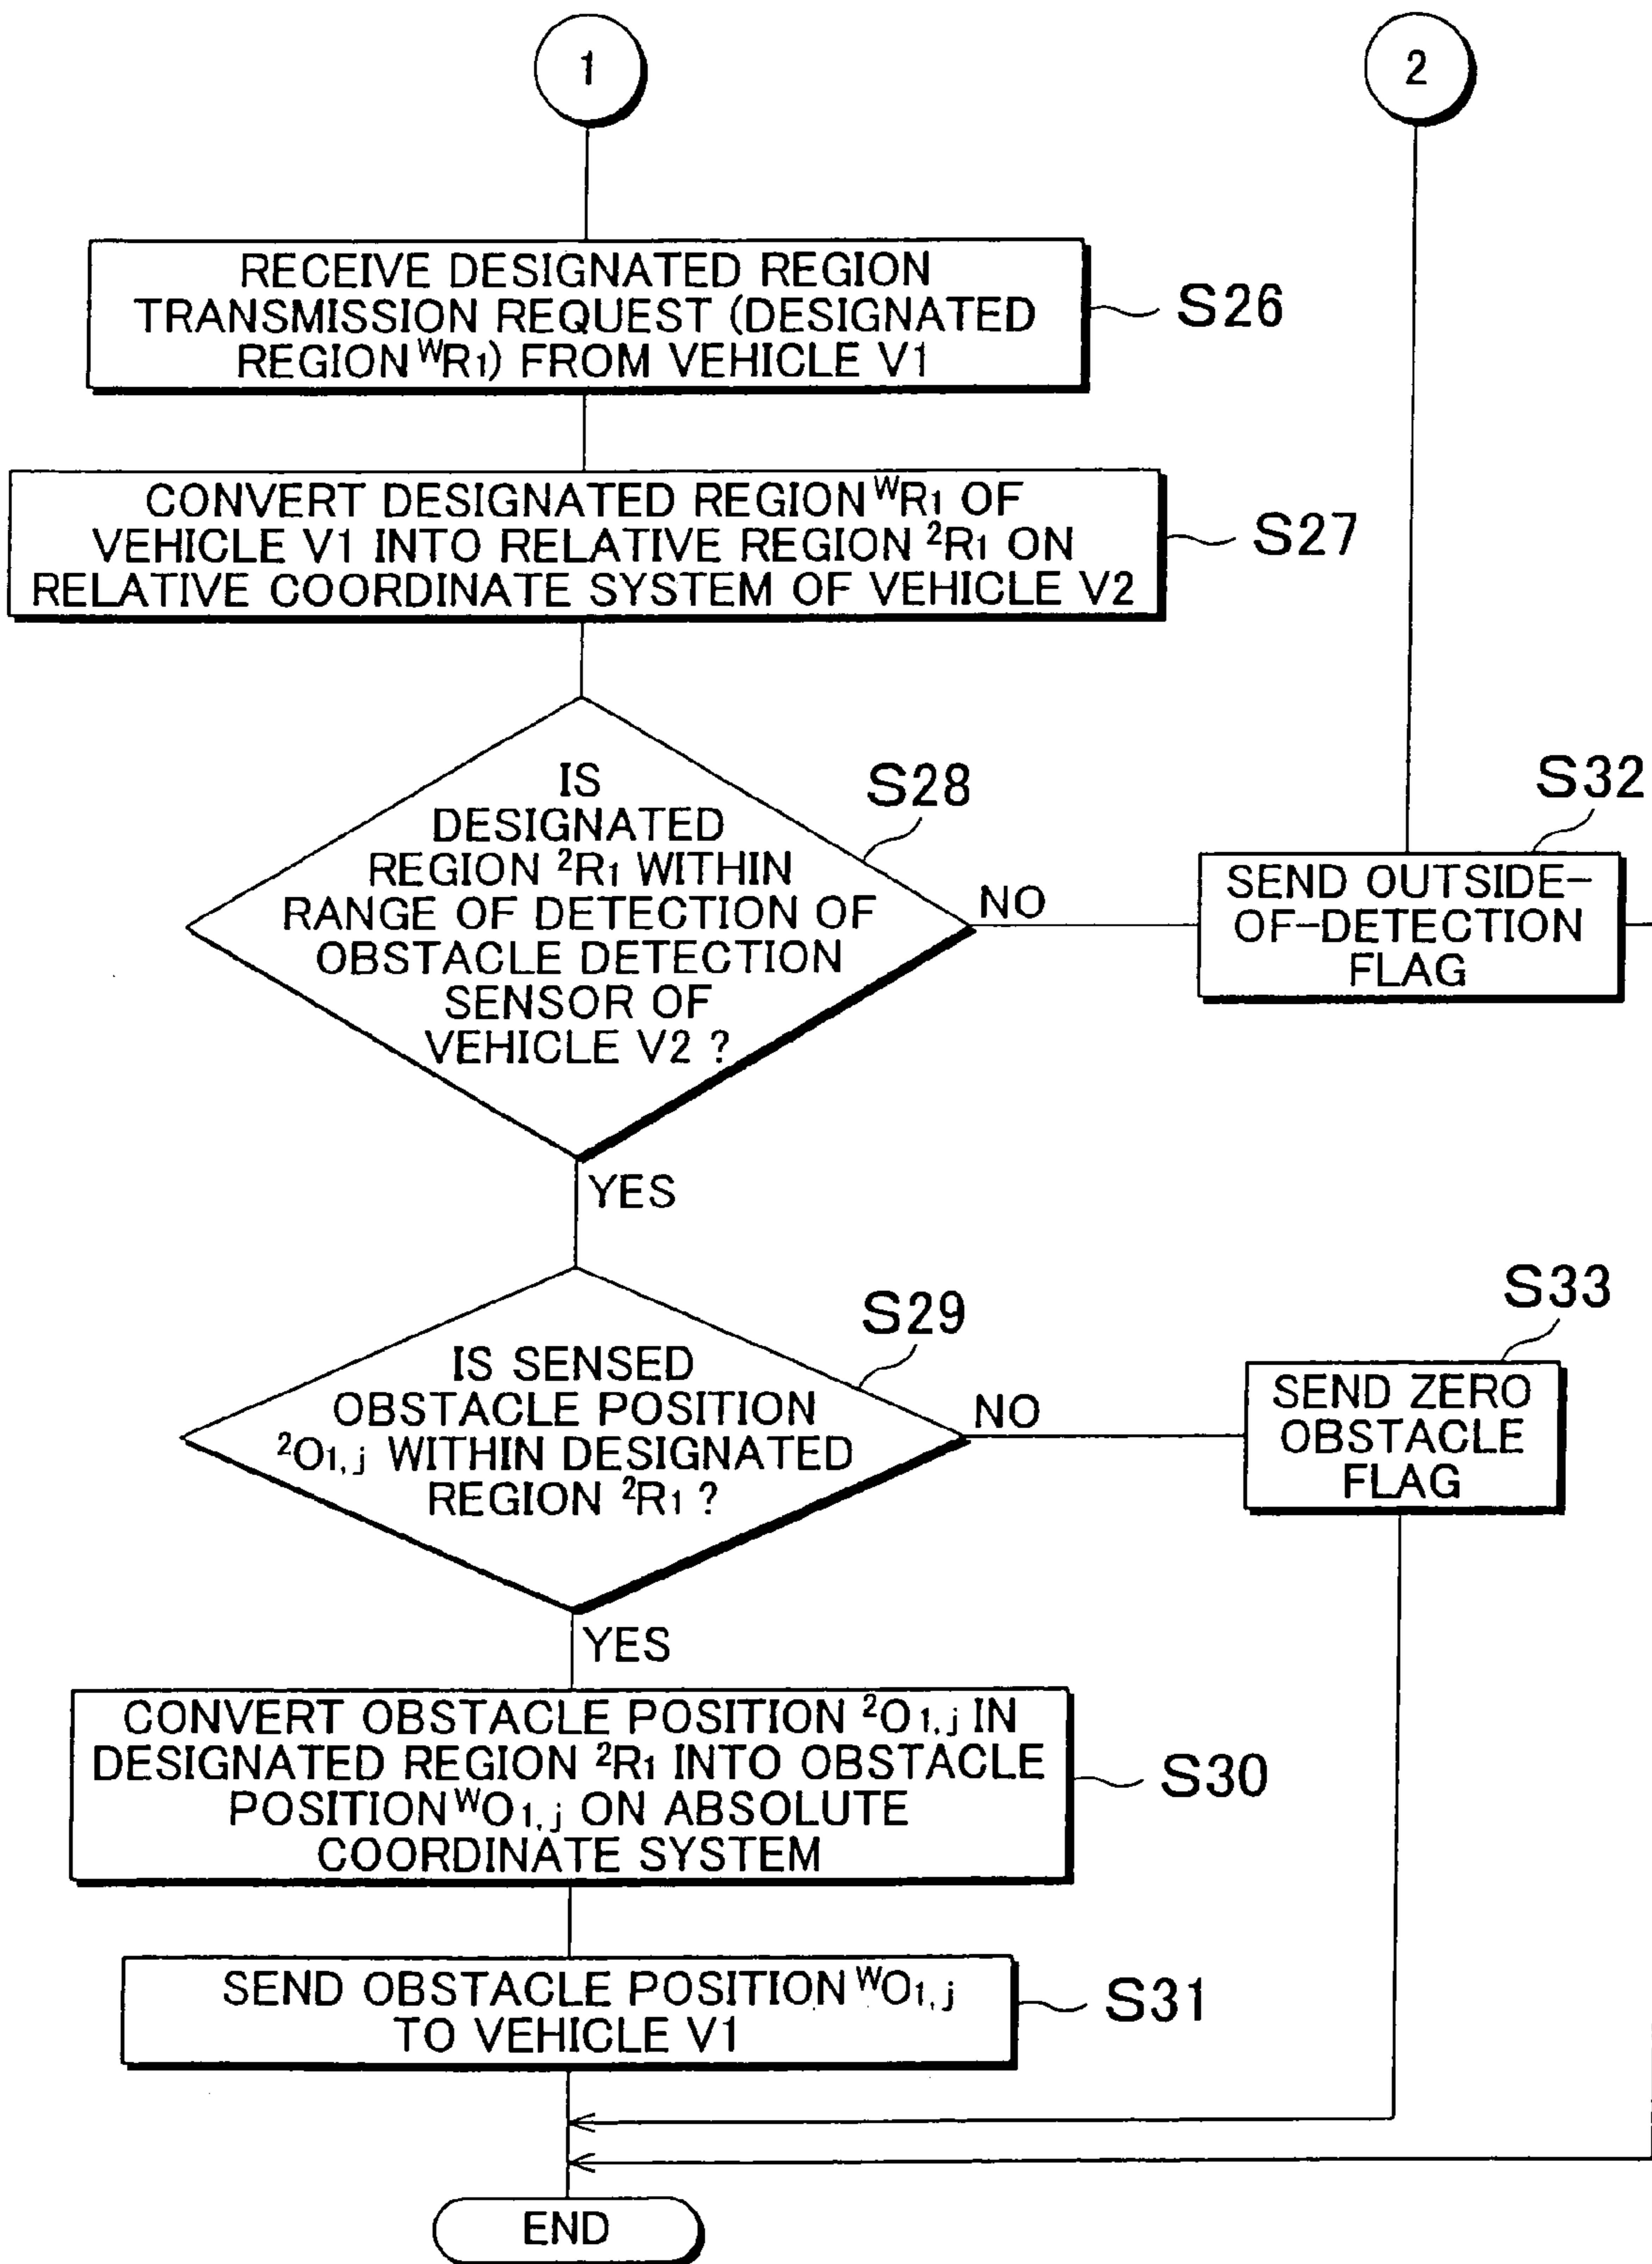 1
2
RECEIVE DESIGNATED REGION
TRANSMISSION REQUEST (DESIGNATED
REGION ᵂR₁) FROM VEHICLE V1
S26
CONVERT DESIGNATED REGION ᵂR₁ OF
VEHICLE V1 INTO RELATIVE REGION ²R₁ ON
RELATIVE COORDINATE SYSTEM OF VEHICLE V2
S27
IS
DESIGNATED
REGION ²R₁ WITHIN
RANGE OF DETECTION OF
OBSTACLE DETECTION
SENSOR OF
VEHICLE V2 ?
S28
NO
SEND OUTSIDE-
OF-DETECTION
FLAG
S32
YES
IS SENSED
OBSTACLE POSITION
²O₁,ⱼ WITHIN DESIGNATED
REGION ²R₁ ?
S29
NO
SEND ZERO
OBSTACLE
FLAG
S33
YES
CONVERT OBSTACLE POSITION ²O₁,ⱼ IN
DESIGNATED REGION ²R₁ INTO OBSTACLE
POSITION ᵂO₁,ⱼ ON ABSOLUTE
COORDINATE SYSTEM
S30
SEND OBSTACLE POSITION ᵂO₁,ⱼ
TO VEHICLE V1
S31
END